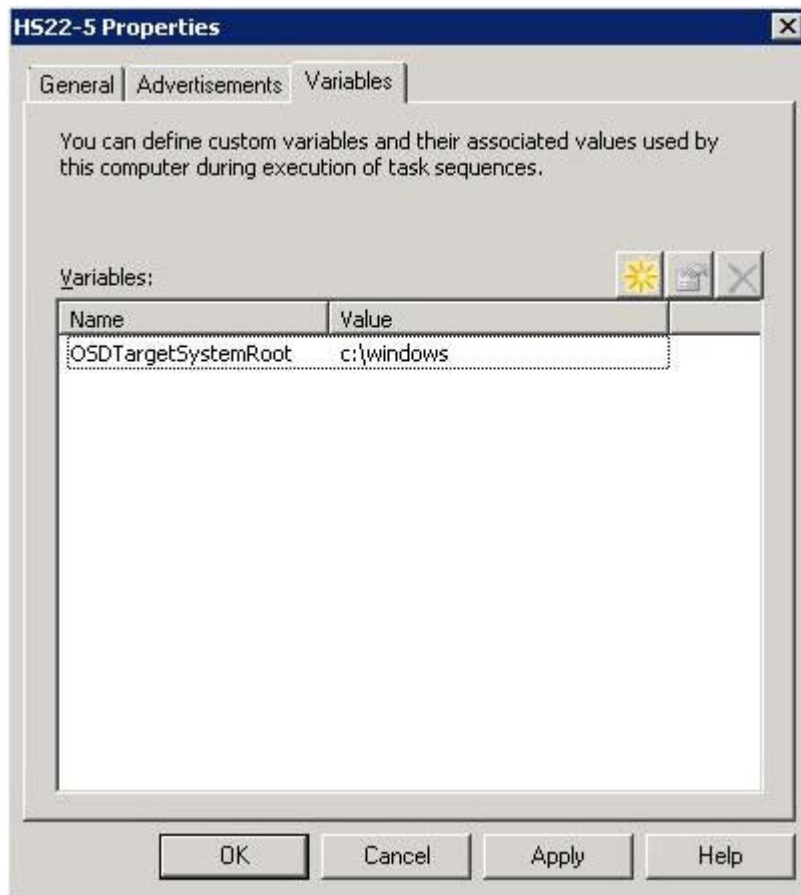 HS22-5 Properties
General Advertisements Variables
You can define custom variables and their associated values used by
this computer during execution of task sequences.
Variables:
Name Value
OSDTargetSystemRoot c:\windows
OK Cancel Apply Help